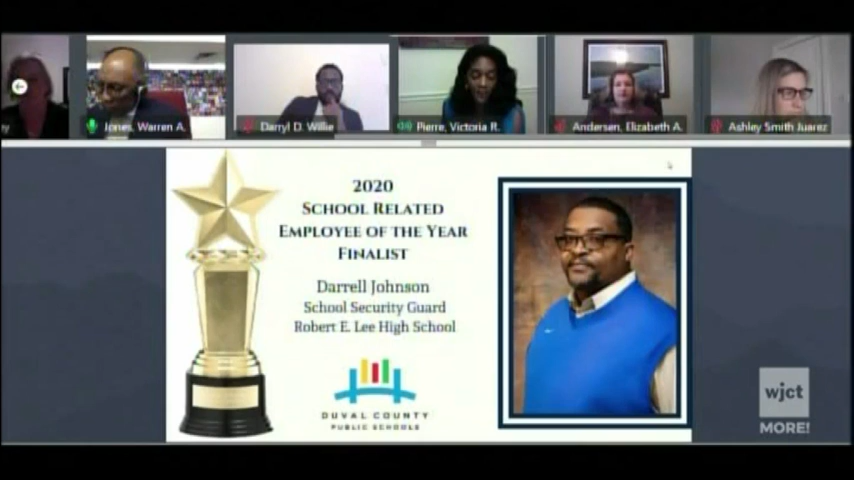 Jones, Warren A.
Darryl D. Willie
Pierre, Victoria R.
Andersen, Elizabeth A.
Ashley Smith Juarez
2020
SCHOOL RELATED
EMPLOYEE OF THE YEAR
FINALIST
Darrell Johnson
School Security Guard
Robert E. Lee High School
DUVAL COUNTY
PUBLIC SCHOOLS
wjct
MORE!